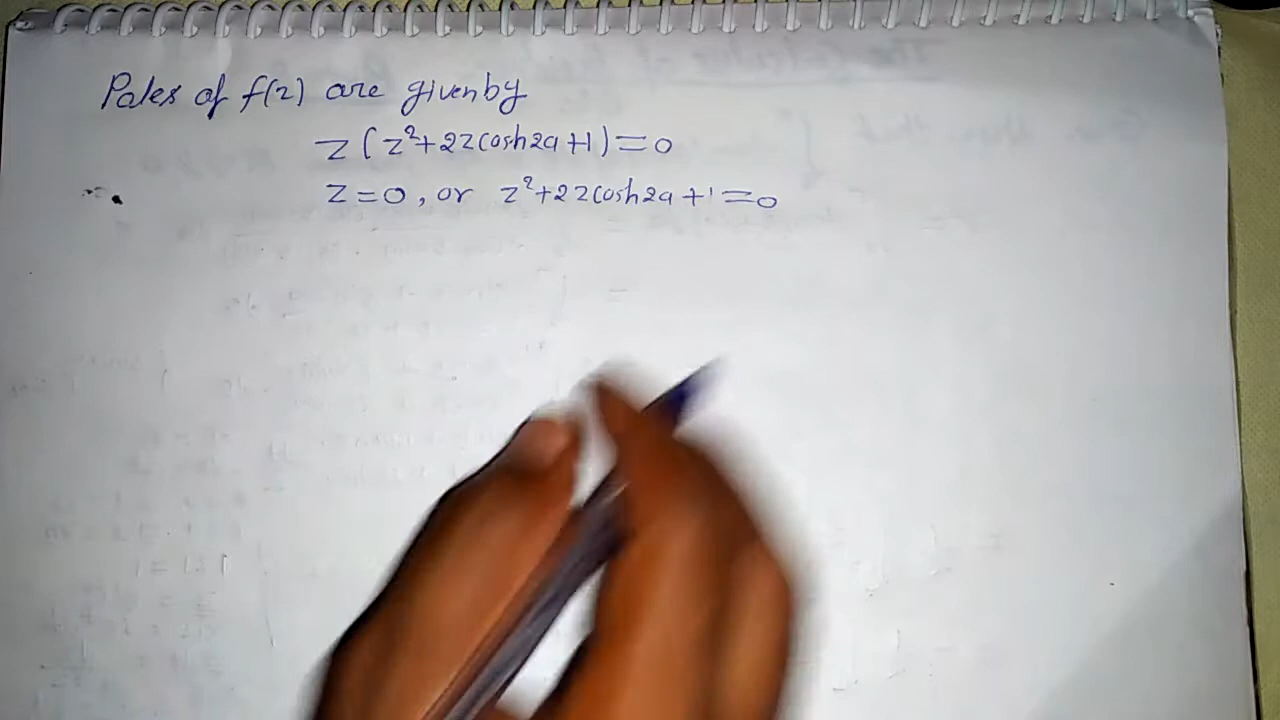 Poles of f(z) are given by
z(z²+2zcosh2a+1)=0
z=0, or z²+2zcosh2a+1=0